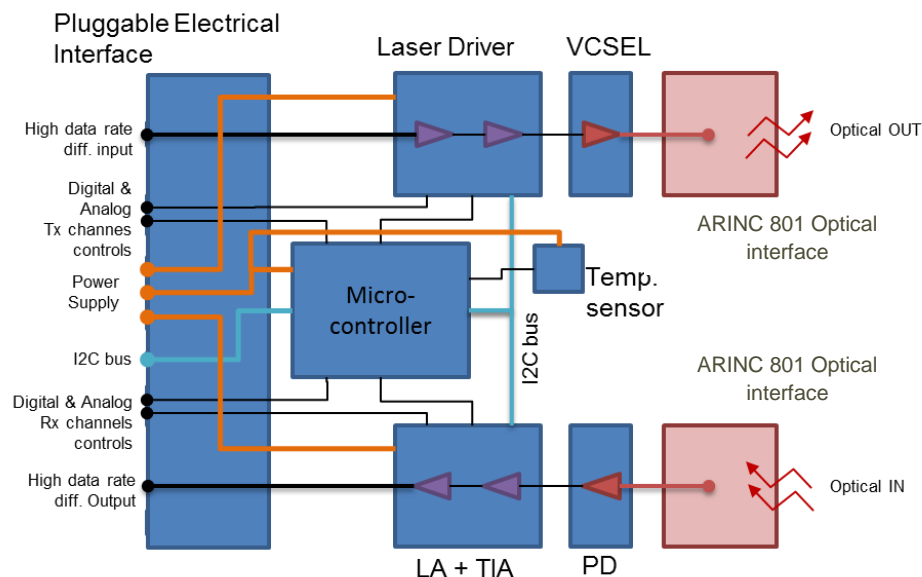 Pluggable Electrical
Interface
Laser Driver
VCSEL
High data rate
diff. input
Optical OUT
Digital &
Analog
Tx channes
controls
ARINC 801 Optical
interface
Power
Supply
Micro-
controller
Temp.
sensor
I2C bus
I2C bus
ARINC 801 Optical
interface
Digital & Analog
Rx channels
controls
High data rate
diff. Output
Optical IN
LA + TIA
PD